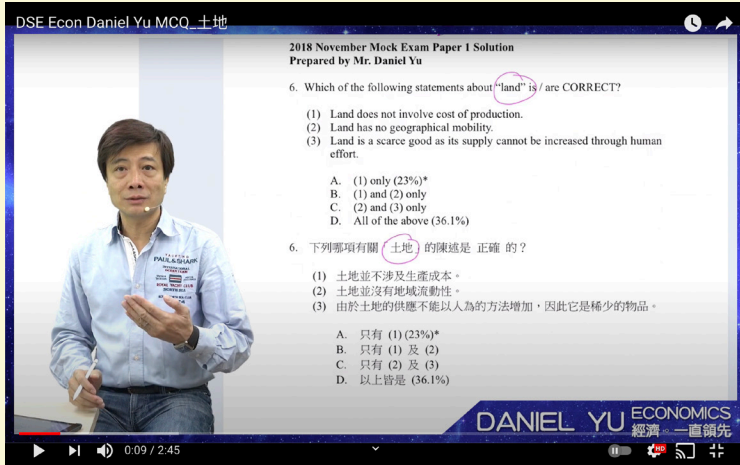 DSE Econ Daniel Yu MCQ_土地
2018 November Mock Exam Paper 1 Solution
Prepared by Mr. Daniel Yu
6. Which of the following statements about “land” is / are CORRECT?
(1) Land does not involve cost of production.
(2) Land has no geographical mobility.
(3) Land is a scarce good as its supply cannot be increased through human
effort.
A. (1) only (23%)*
B. (1) and (2) only
C. (2) and (3) only
D. All of the above (36.1%)
6. 下列哪項有關「土地」的陳述是 正確 的？
(1) 土地並不涉及生產成本。
(2) 土地並沒有地域流動性。
(3) 由於土地的供應不能以人為的方法增加，因此它是稀少的物品。
A. 只有 (1) (23%)*
B. 只有 (1) 及 (2)
C. 只有 (2) 及 (3)
D. 以上皆是 (36.1%)
PAUL&SHARK
DANIEL YU ECONOMICS
經濟。一直領先
0:09 / 2:45
HD